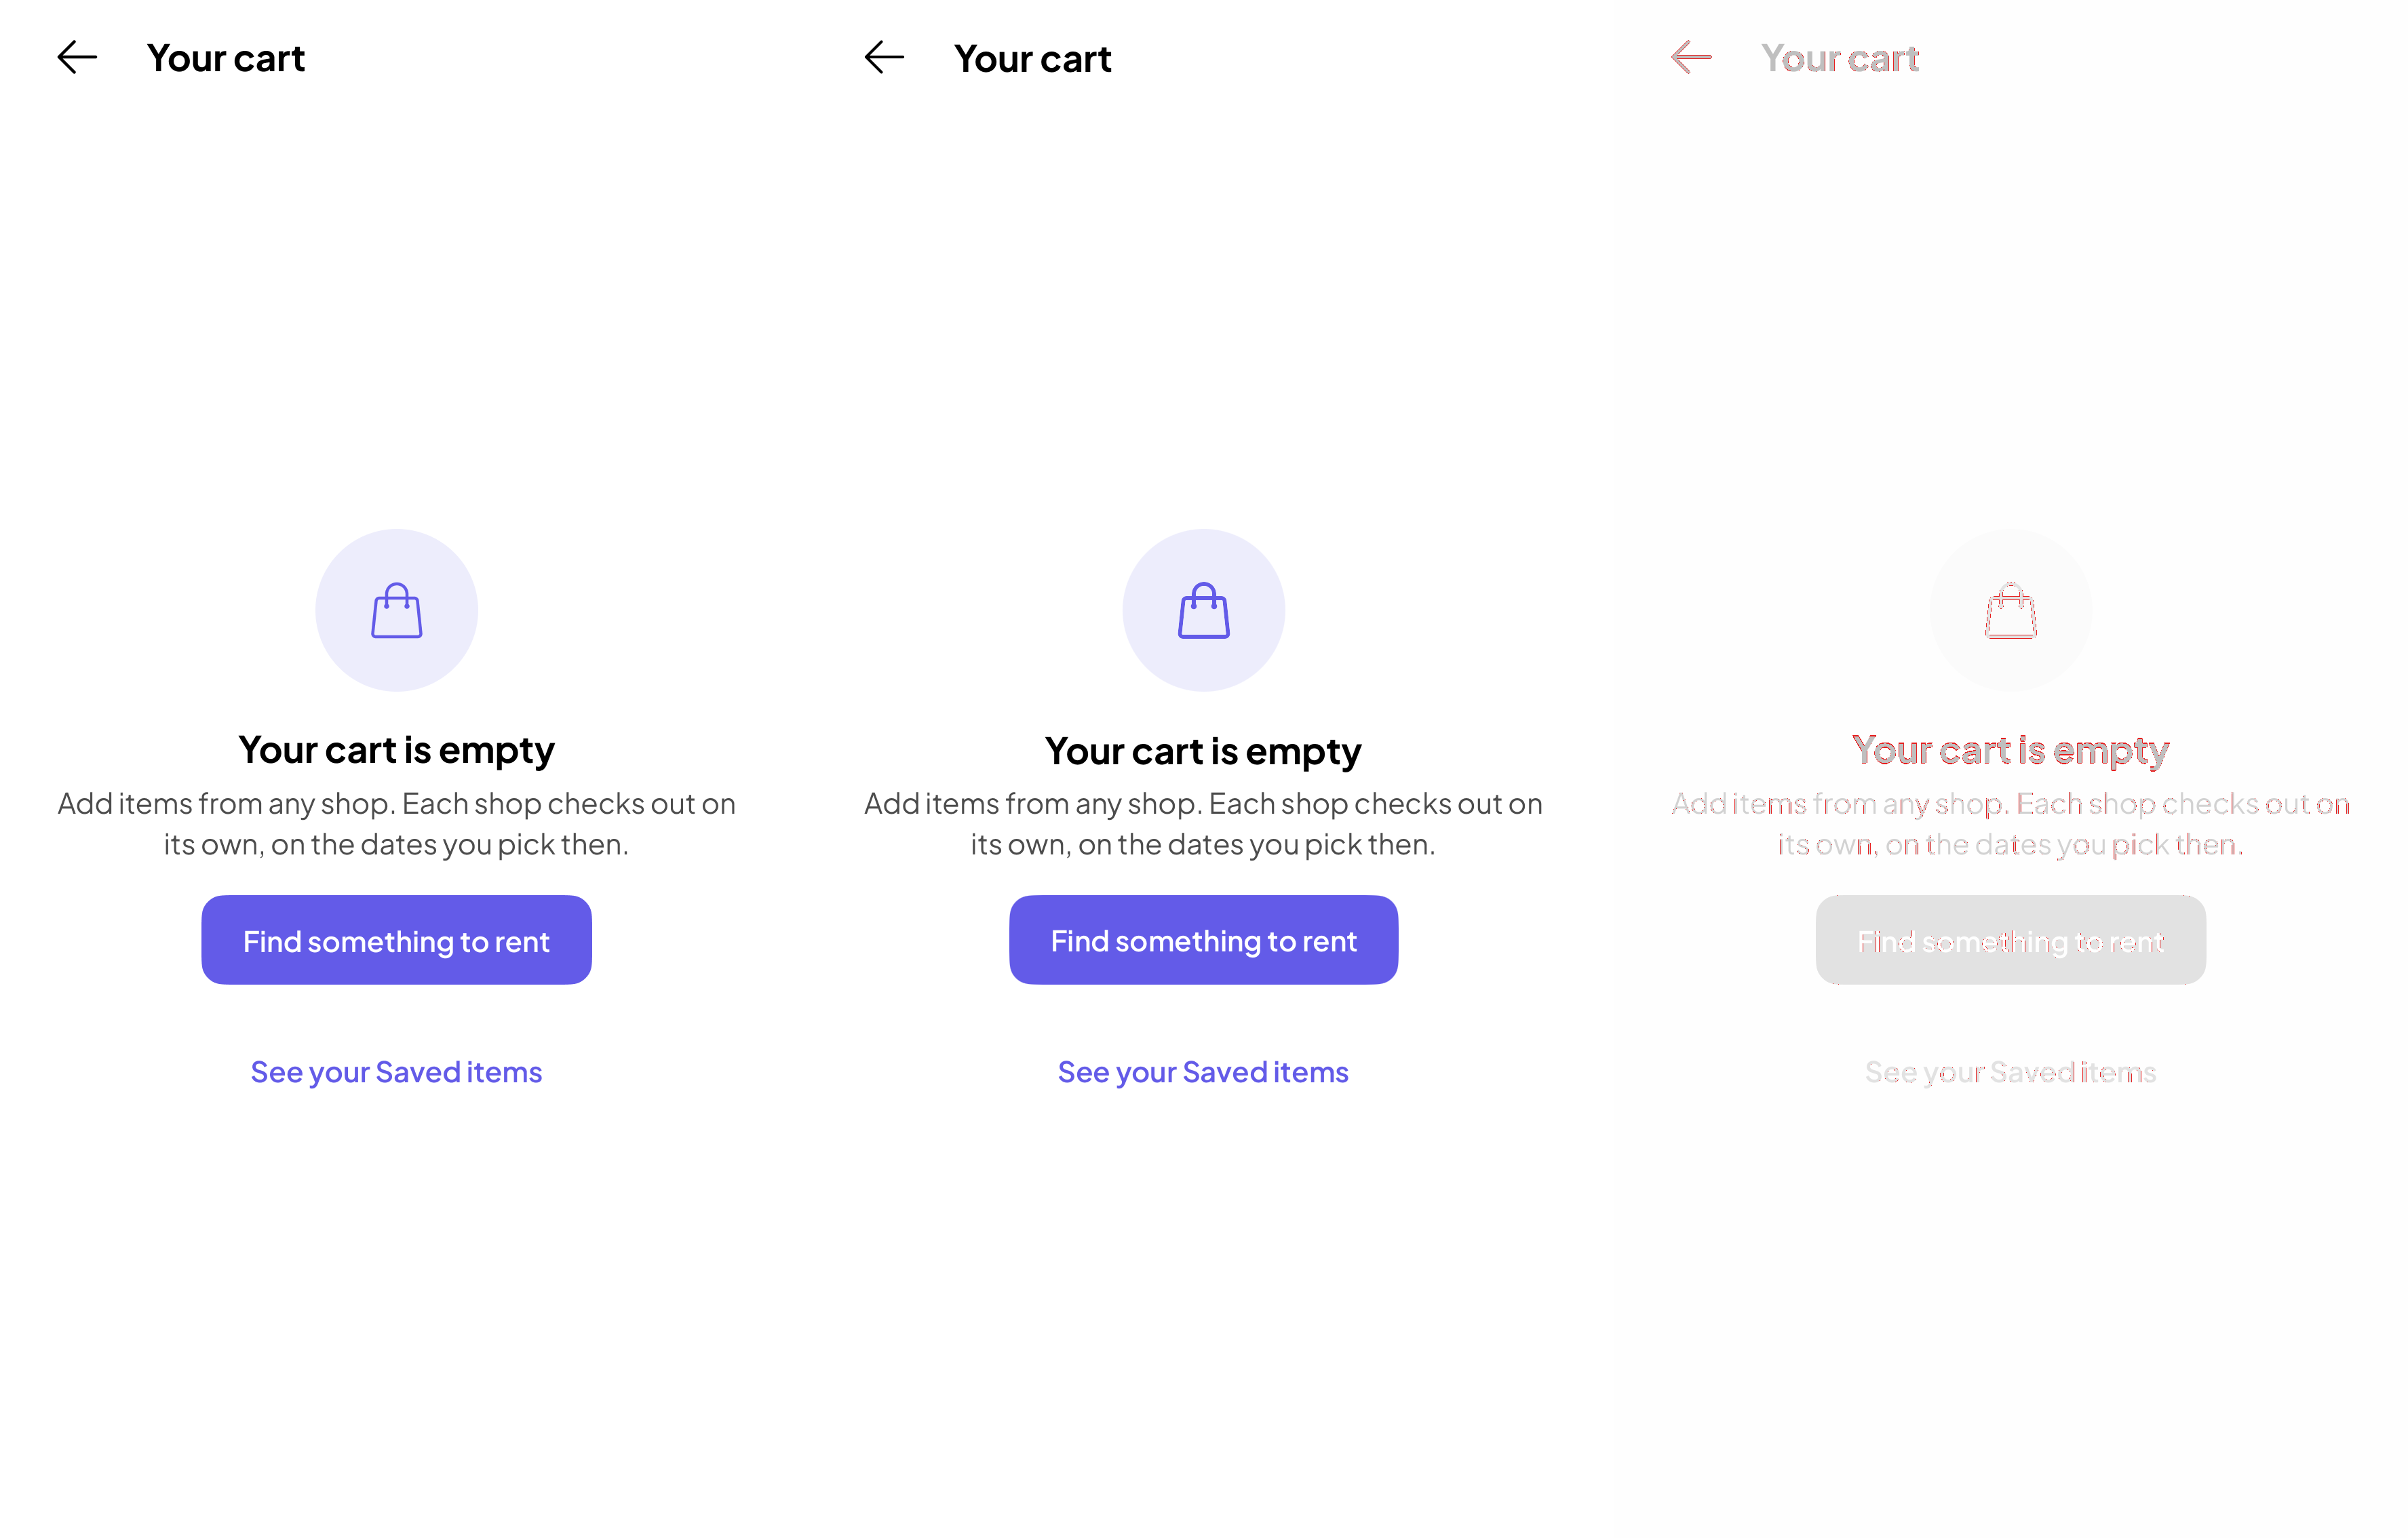 Your cart
Your cart is empty
Add items from any shop. Each shop checks out on
its own, on the dates you pick then.
Find something to rent
See your Saved items
Your cart
Your cart is empty
Add items from any shop. Each shop checks out on
its own, on the dates you pick then.
Find something to rent
See your Saved items
Your cart
Your cart is empty
Add items from any shop. Each shop checks out on
its own, on the dates you pick then.
Find something to rent
See your Saved items